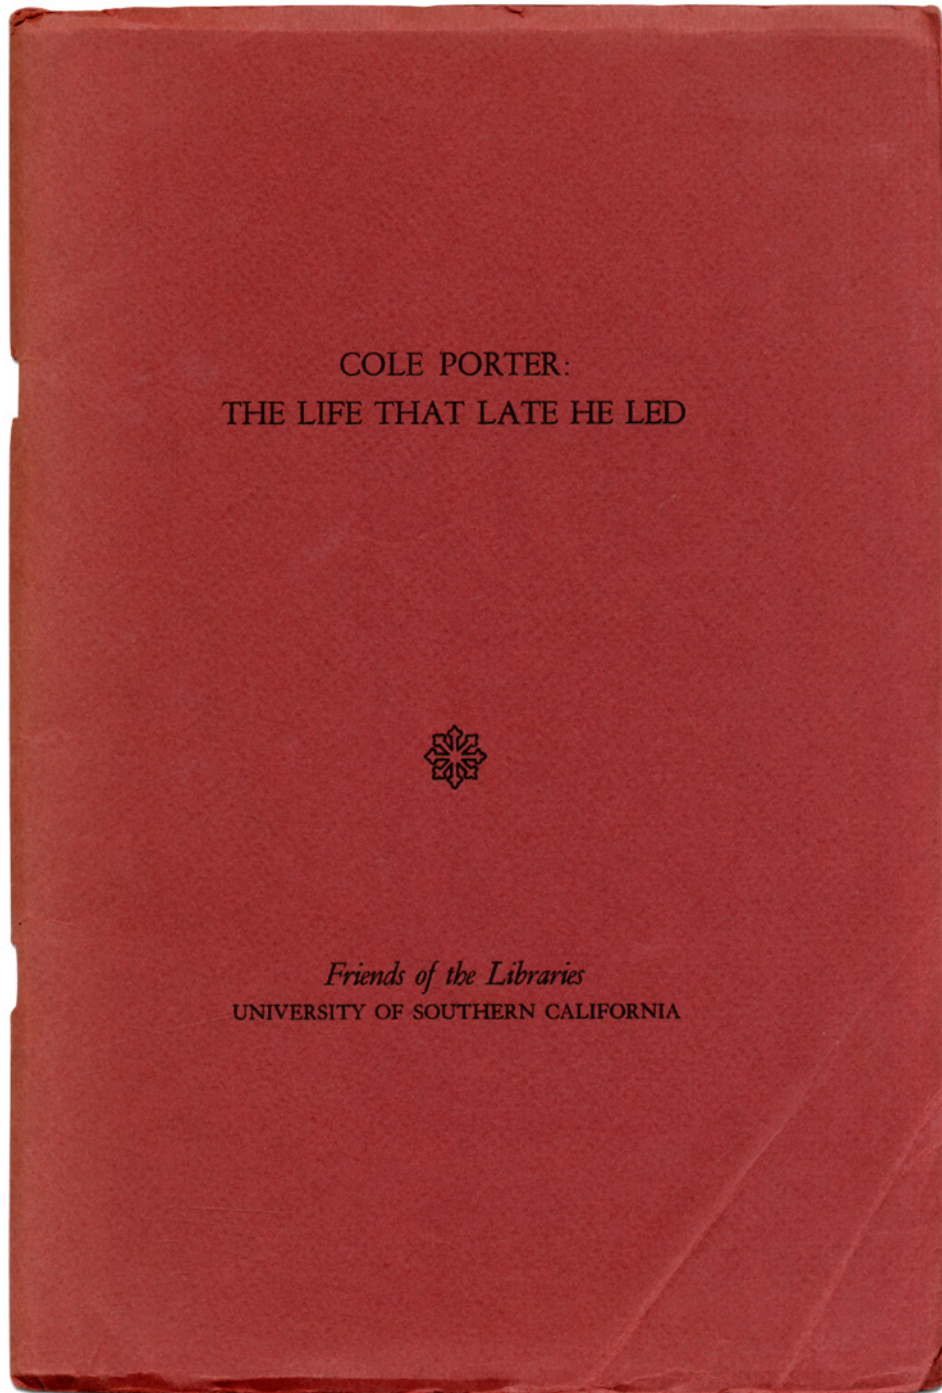 COLE PORTER:
THE LIFE THAT LATE HE LED
Friends of the Libraries
UNIVERSITY OF SOUTHERN CALIFORNIA